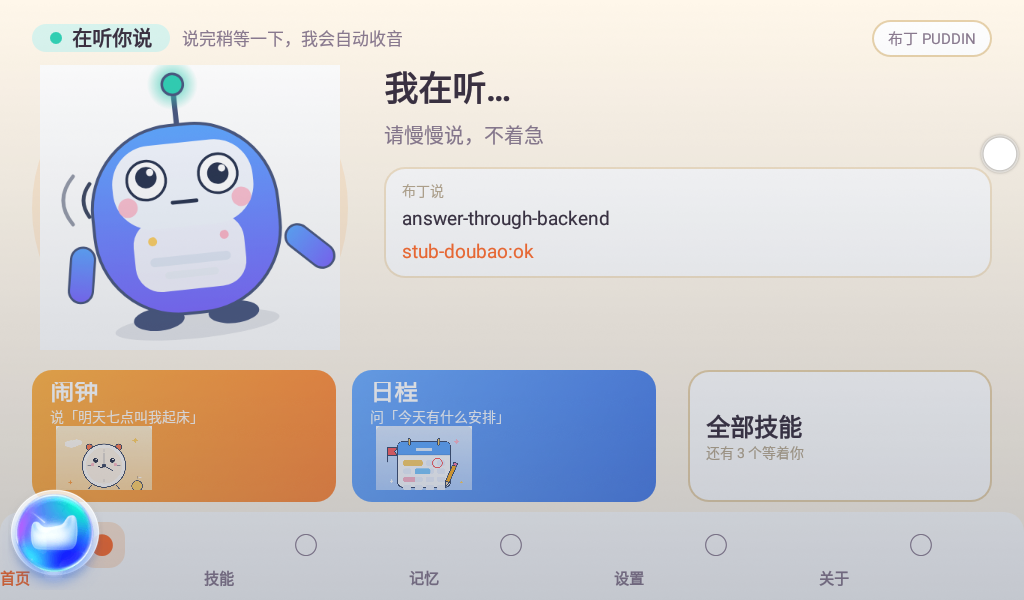 在听你说 说完稍等一下，我会自动收音 布丁 PUDDIN
我在听...
请慢慢说，不着急
布丁说
answer-through-backend
stub-doubao:ok
闹钟
说「明天七点叫我起床」
日程
问「今天有什么安排」
全部技能
还有 3 个等着你
首页 技能 记忆 设置 关于